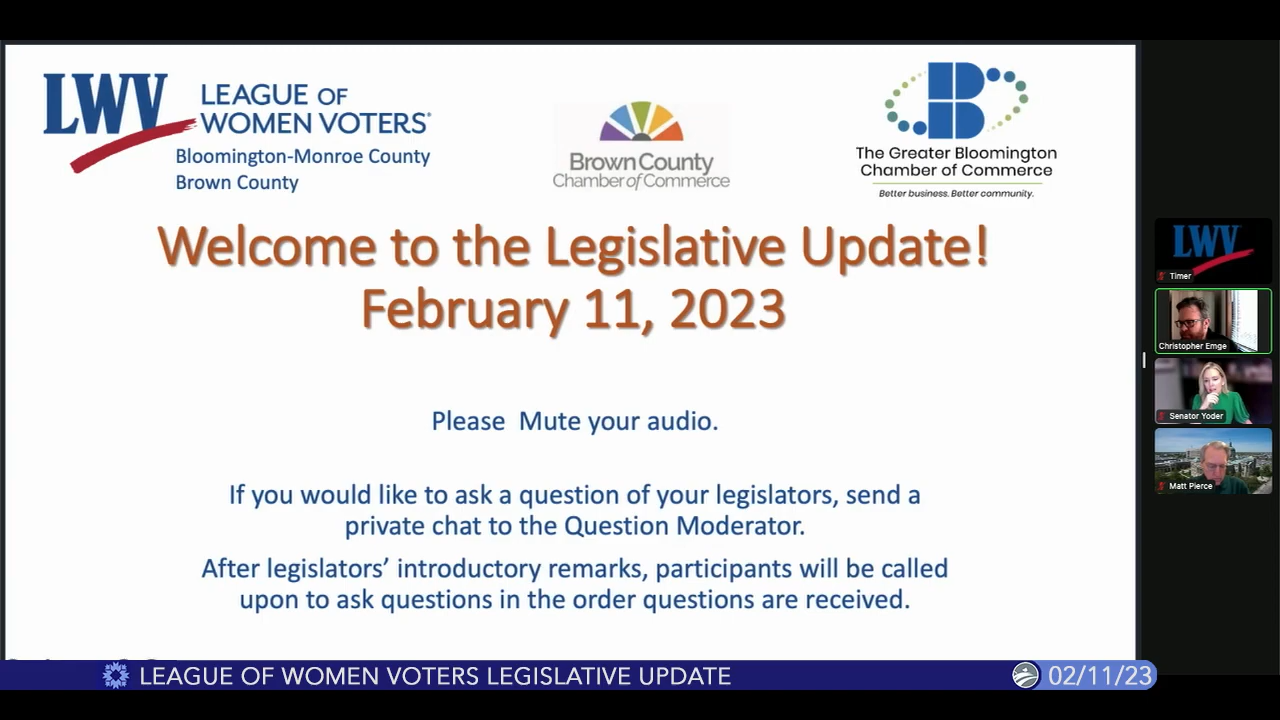 LWV
LEAGUE OF
WOMEN VOTERS®
Bloomington-Monroe County
Brown County
Brown County
Chamber of Commerce
B
The Greater Bloomington
Chamber of Commerce
Better business. Better community.
Welcome to the Legislative Update!
February 11, 2023
Please Mute your audio.
If you would like to ask a question of your legislators, send a
private chat to the Question Moderator.
After legislators’ introductory remarks, participants will be called
upon to ask questions in the order questions are received.
LWV
Timer
Christopher Emge
Senator Yoder
Matt Pierce
LEAGUE OF WOMEN VOTERS LEGISLATIVE UPDATE
02/11/23